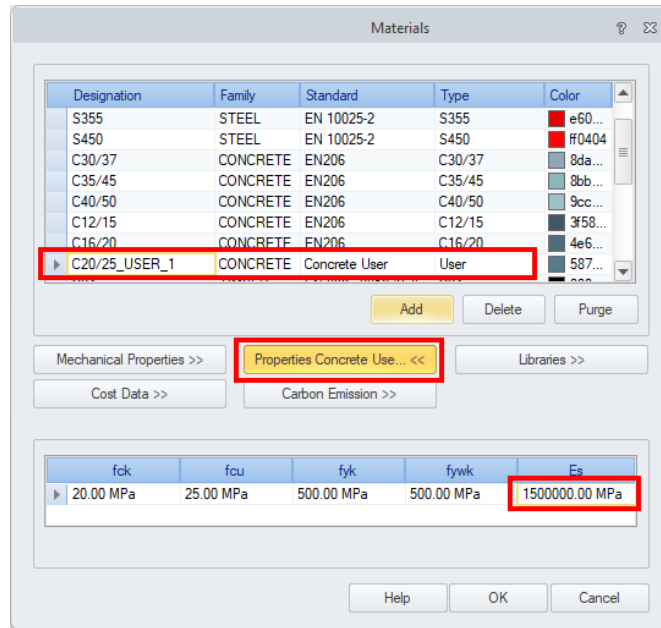 Materials
Designation Family Standard Type Color
S355 STEEL EN 10025-2 S355 e60...
S450 STEEL EN 10025-2 S450 ff0404
C30/37 CONCRETE EN206 C30/37 8da...
C35/45 CONCRETE EN206 C35/45 8bb...
C40/50 CONCRETE EN206 C40/50 9cc...
C12/15 CONCRETE EN206 C12/15 3f58...
C16/20 CONCRETE EN206 C16/20 4e6...
C20/25_USER_1 CONCRETE Concrete User User 587...
Add Delete Purge
Mechanical Properties >> Properties Concrete Use... << Libraries >>
Cost Data >> Carbon Emission >>
fck fcu fyk fywk Es
20.00 MPa 25.00 MPa 500.00 MPa 500.00 MPa 1500000.00 MPa
Help OK Cancel